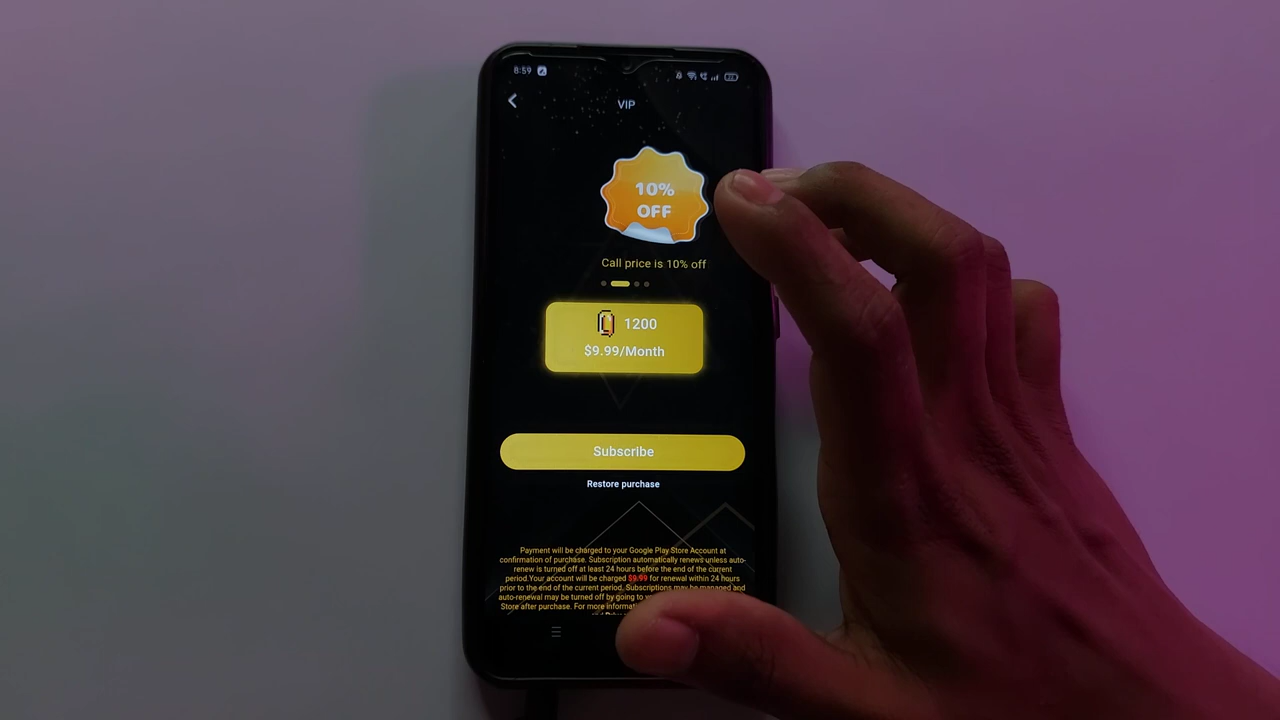 8:59
VIP
10%
OFF
Call price is 10% off
1200
$9.99/Month
Subscribe
Restore purchase
Payment will be charged to your Google Play Store Account at
confirmation of purchase. Subscription automatically renews unless auto-
renew is turned off at least 24 hours before the end of the current
period.Your account will be charged $9.99 for renewal within 24 hours
prior to the end of the current period. Subscriptions may be managed and
auto-renewal may be turned off by going to
Store after purchase. For more
and